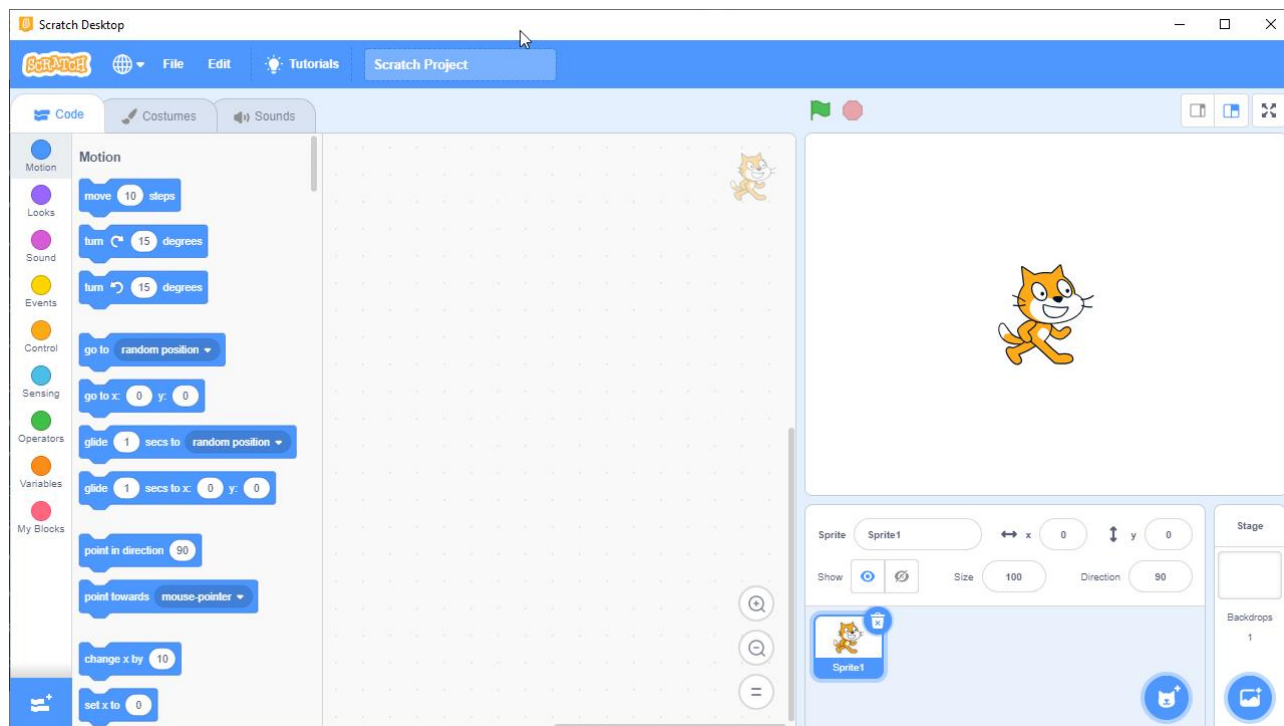 Scratch Desktop
SCRATCH File Edit Tutorials Scratch Project
Code Costumes Sounds
Motion
Looks
Sound
Events
Control
Sensing
Operators
Variables
My Blocks
Motion
move 10 steps
turn 15 degrees
turn 15 degrees
go to random position
go to x: 0 y: 0
glide 1 secs to random position
glide 1 secs to x: 0 y: 0
point in direction 90
point towards mouse-pointer
change x by 10
set x to 0
Sprite Sprite1 x 0 y 0
Show Size 100 Direction 90
Sprite1
Stage
Backdrops
1